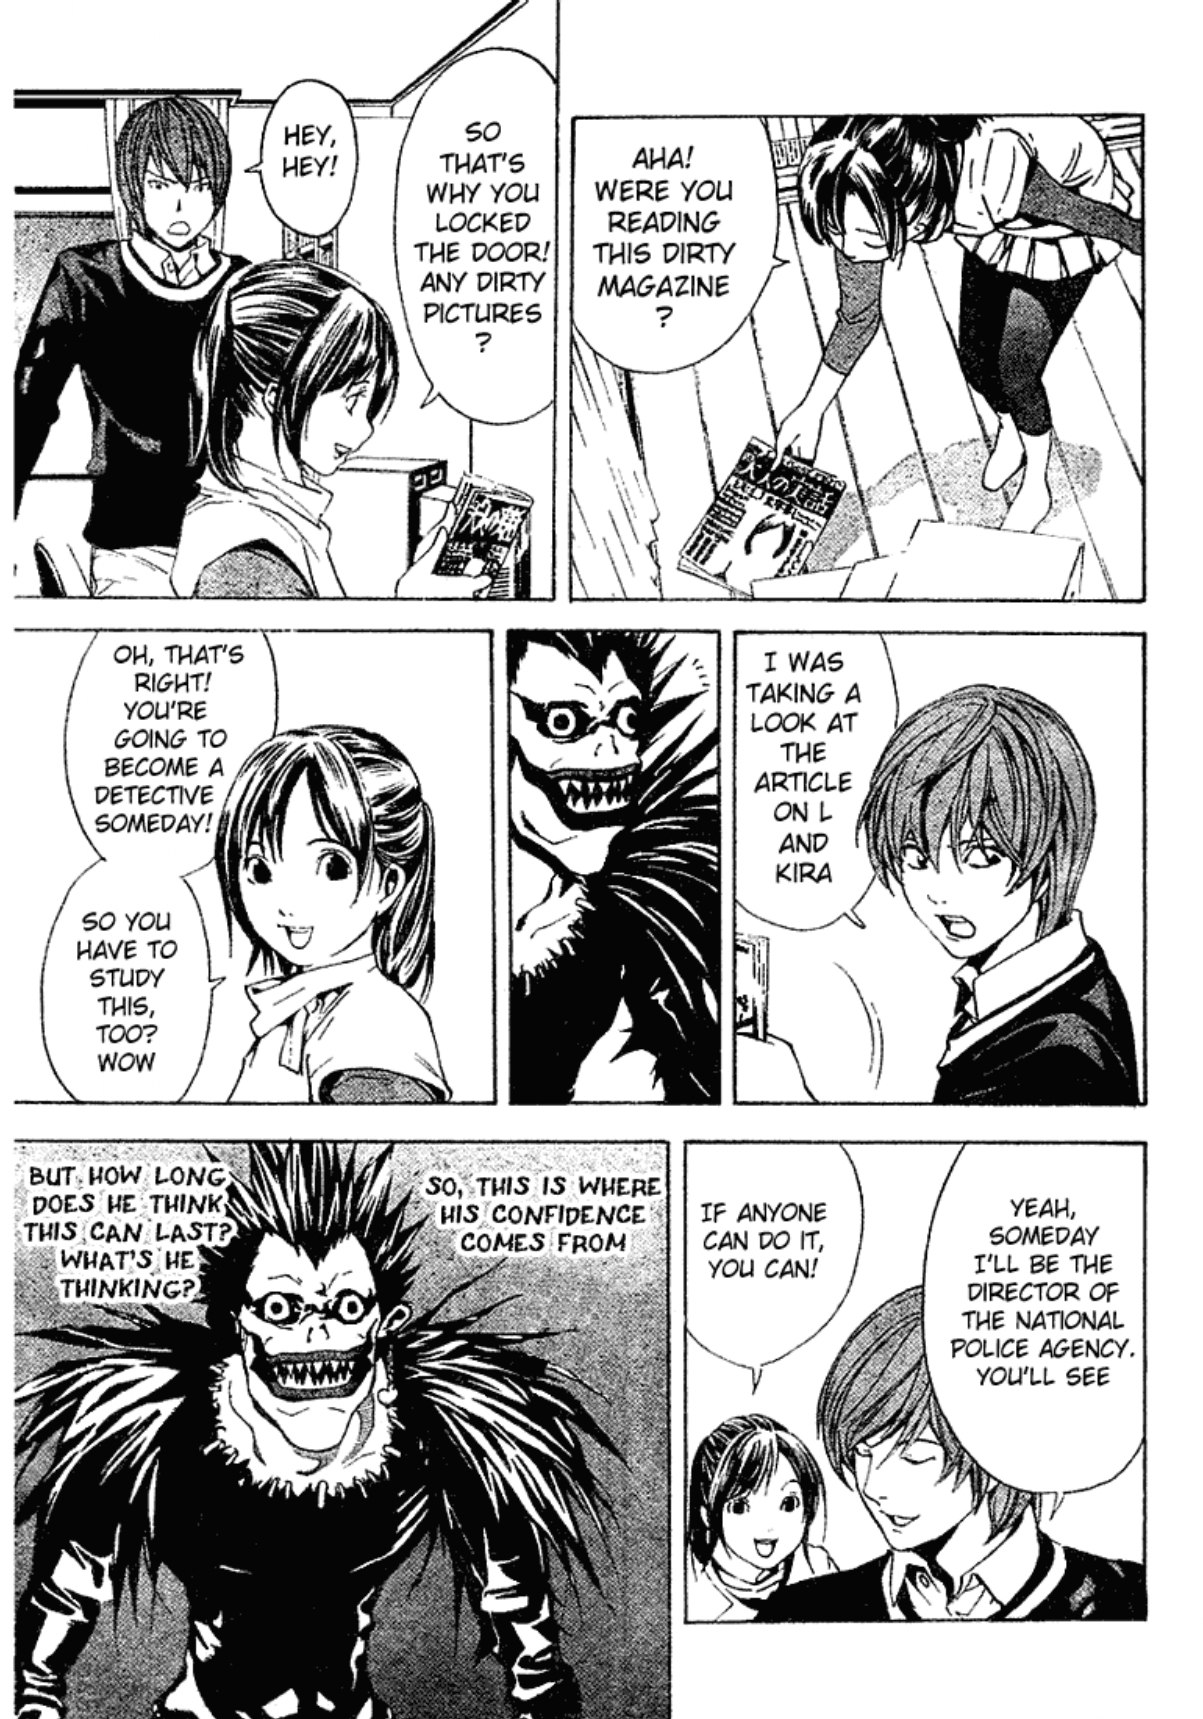 AHA!
WERE YOU
READING
THIS DIRTY
MAGAZINE
?
SO
THAT'S
WHY YOU
LOCKED
THE DOOR!
ANY DIRTY
PICTURES
?
HEY,
HEY!
I WAS
TAKING A
LOOK AT
THE
ARTICLE
ON L
AND
KIRA
OH, THAT'S
RIGHT!
YOU'RE
GOING TO
BECOME A
DETECTIVE
SOMEDAY!
SO YOU
HAVE TO
STUDY
THIS,
TOO?
WOW
YEAH,
SOMEDAY
I'LL BE THE
DIRECTOR OF
THE NATIONAL
POLICE AGENCY.
YOU'LL SEE
IF ANYONE
CAN DO IT,
YOU CAN!
SO, THIS IS WHERE
HIS CONFIDENCE
COMES FROM
BUT HOW LONG
DOES HE THINK
THIS CAN LAST?
WHAT'S HE
THINKING?